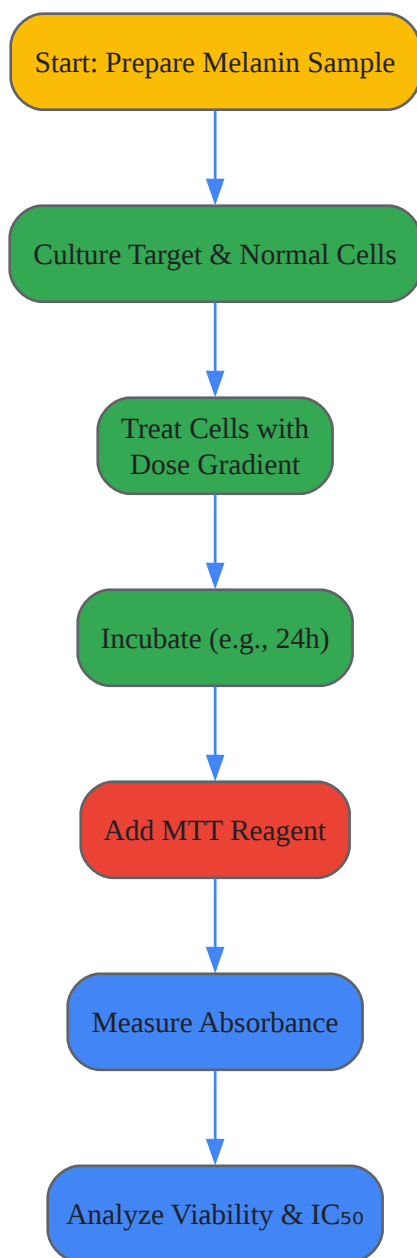 Start: Prepare Melanin Sample
Culture Target & Normal Cells
Treat Cells with
Dose Gradient
Incubate (e.g., 24h)
Add MTT Reagent
Measure Absorbance
Analyze Viability & IC₅₀